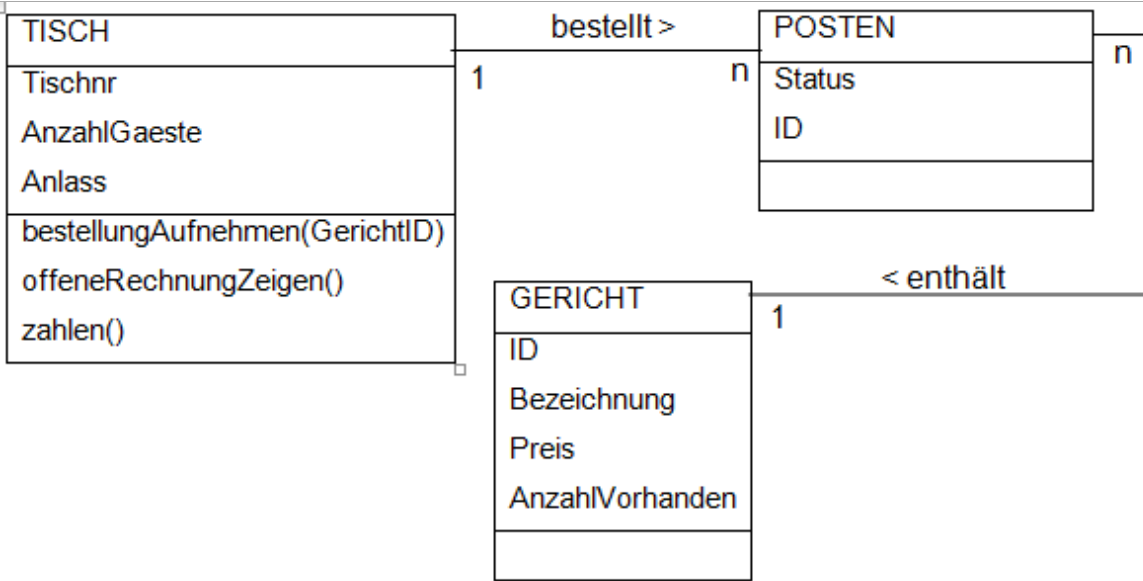 TISCH
Tischnr
AnzahlGaeste
Anlass
bestellungAufnehmen(GerichtID)
offeneRechnungZeigen()
zahlen()
bestellt >
1
n
POSTEN
Status
ID
n
< enthält
1
GERICHT
ID
Bezeichnung
Preis
AnzahlVorhanden